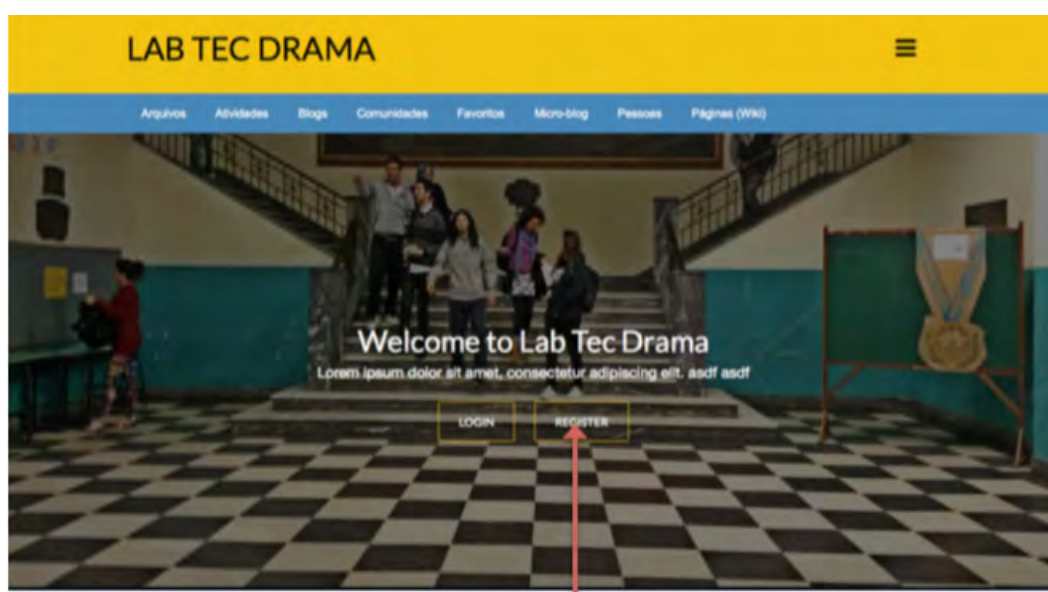 LAB TEC DRAMA
Arquivos Atividades Blogs Comunidades Favoritos Micro-blog Pessoas Páginas (Wiki)
Welcome to Lab Tec Drama
Lorem ipsum dolor sit amet, consectetur adipiscing elit. asdf asdf
LOGIN REGISTER